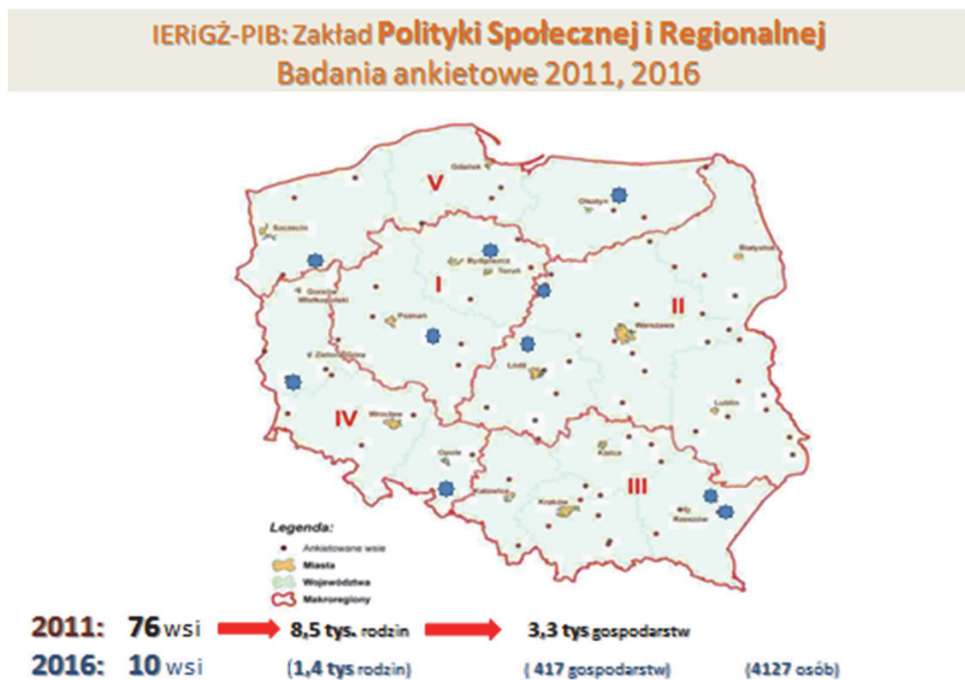 IERiGŻ-PIB: Zakład Polityki Społecznej i Regionalnej
Badania ankietowe 2011, 2016
Gdańsk
V
Olsztyn
Szczecin
Białystok
Bydgoszcz
Toruń
I
Gorzów
Wielkopolski
II
Poznań
Warszawa
Zielona Góra
Łódź
Lublin
IV
Wrocław
Kielce
Opole
III
Katowice
Kraków
Rzeszów
Legenda:
Ankietowane wsie
Miasta
Województwa
Makroregiony
2011: 76 wsi 8,5 tys. rodzin 3,3 tys gospodarstw
2016: 10 wsi (1,4 tys rodzin) ( 417 gospodarstw) (4127 osób)